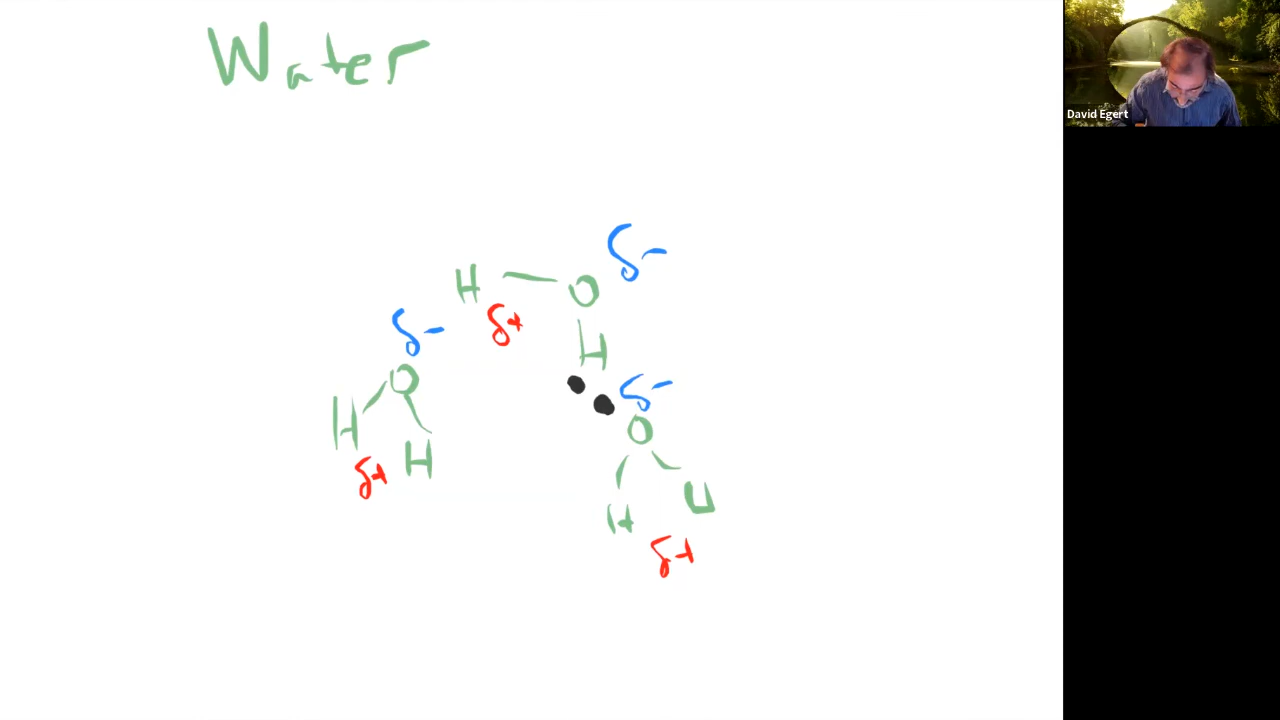 Water
David Egert
δ-
H — O
δ- δ+
H
O δ-
H H O
δ+ H H
δ+